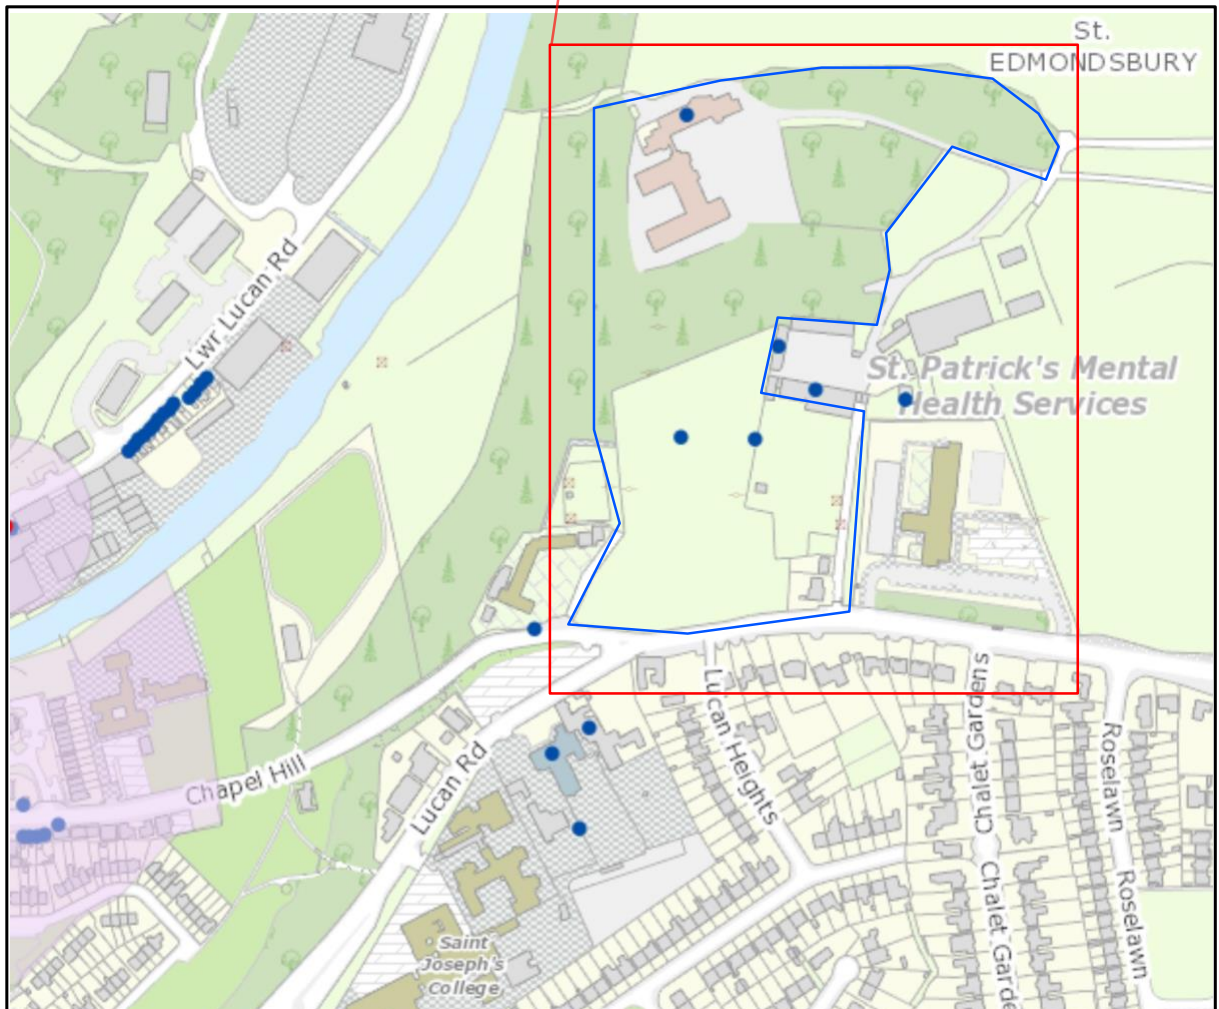 St.
EDMONDSBURY
Lwr Lucan Rd
St. Patrick's Mental
Health Services
Chapel Hill
Lucan Rd
Lucan Heights
Chalet Gardens
Chalet Garde
Roselawn
Roselawn
Saint
Joseph's
College